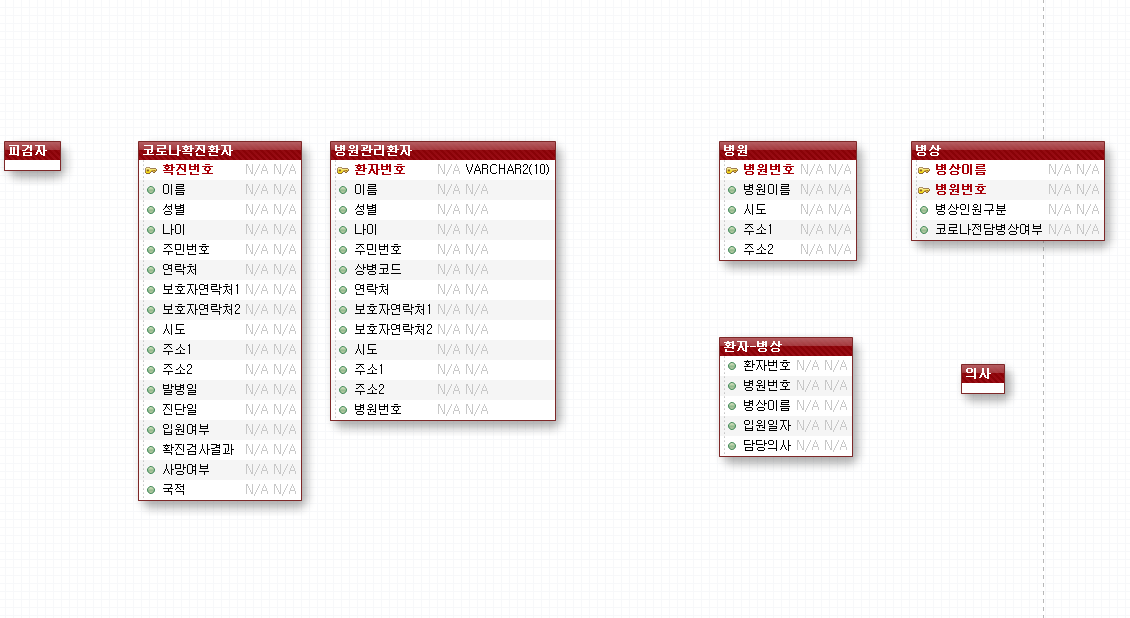 피검자
코로나확진환자
확진번호 N/A N/A
이름 N/A N/A
성별 N/A N/A
나이 N/A N/A
주민번호 N/A N/A
연락처 N/A N/A
보호자연락처1 N/A N/A
보호자연락처2 N/A N/A
시도 N/A N/A
주소1 N/A N/A
주소2 N/A N/A
발병일 N/A N/A
진단일 N/A N/A
입원여부 N/A N/A
확진검사결과 N/A N/A
사망여부 N/A N/A
국적 N/A N/A
병원관리환자
환자번호 N/A VARCHAR2(10)
이름 N/A N/A
성별 N/A N/A
나이 N/A N/A
주민번호 N/A N/A
상병코드 N/A N/A
연락처 N/A N/A
보호자연락처1 N/A N/A
보호자연락처2 N/A N/A
시도 N/A N/A
주소1 N/A N/A
주소2 N/A N/A
병원번호 N/A N/A
병원
병원번호 N/A N/A
병원이름 N/A N/A
시도 N/A N/A
주소1 N/A N/A
주소2 N/A N/A
병상
병상이름 N/A N/A
병원번호 N/A N/A
병상인원구분 N/A N/A
코로나전담병상여부 N/A N/A
환자-병상
환자번호 N/A N/A
병원번호 N/A N/A
병상이름 N/A N/A
입원일자 N/A N/A
담당의사 N/A N/A
의사